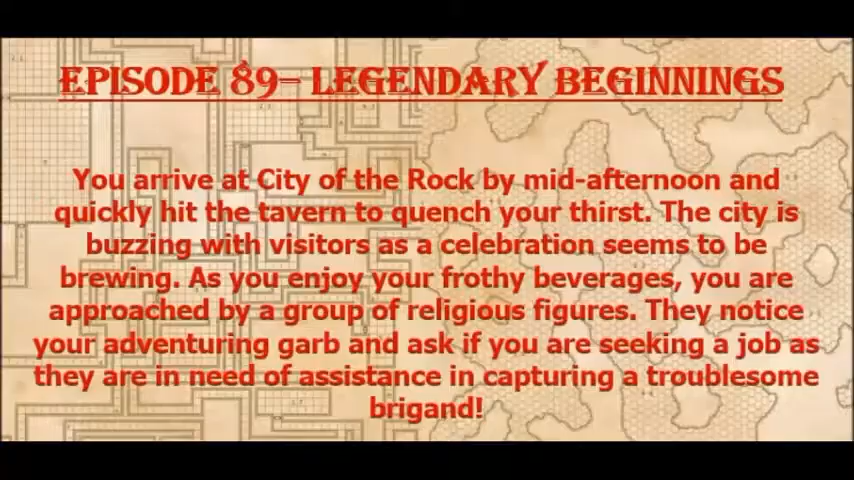 EPISODE 89– LEGENDARY BEGINNINGS
You arrive at City of the Rock by mid-afternoon and
quickly hit the tavern to quench your thirst. The city is
buzzing with visitors as a celebration seems to be
brewing. As you enjoy your frothy beverages, you are
approached by a group of religious figures. They notice
your adventuring garb and ask if you are seeking a job as
they are in need of assistance in capturing a troublesome
brigand!